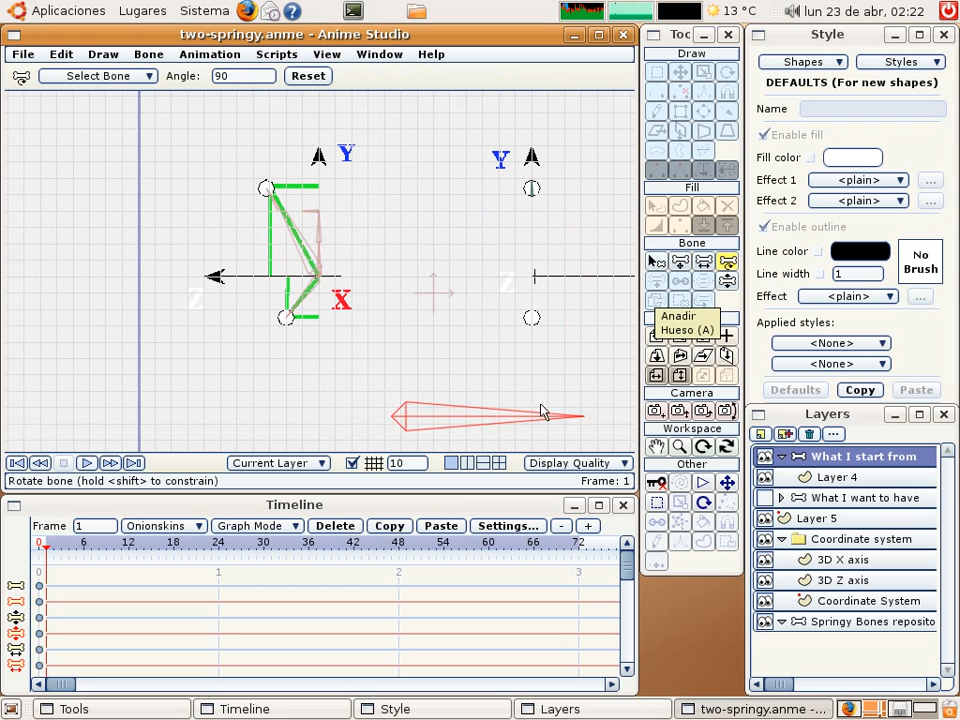 Aplicaciones Lugares Sistema 13 °C lun 23 de abr, 02:22
two-springy.anme - Anime Studio
File Edit Draw Bone Animation Scripts View Window Help
Select Bone Angle: 90 Reset
Y Y
Z X Z
Current Layer 10 Display Quality
Rotate bone (hold <shift> to constrain) Frame: 1
Toc
Draw
Fill
Bone
Anadir
Hueso (A)
Camera
Workspace
Other
Style
Shapes Styles
DEFAULTS (For new shapes)
Name
Enable fill
Fill color
Effect 1 <plain> ...
Effect 2 <plain> ...
Enable outline
Line color
Line width 1
No
Brush
Effect <plain>
Applied styles:
<None>
<None>
Defaults Copy Paste
Layers
...
What I start from
Layer 4
What I want to have
Layer 5
Coordinate system
3D X axis
3D Z axis
Coordinate System
Springy Bones reposito
Timeline
Frame 1 Onionskins Graph Mode Delete Copy Paste Settings... - +
0 6 12 18 24 30 36 42 48 54 60 66 72
0 1 2 3
Tools Timeline Style Layers two-springy.anme -...